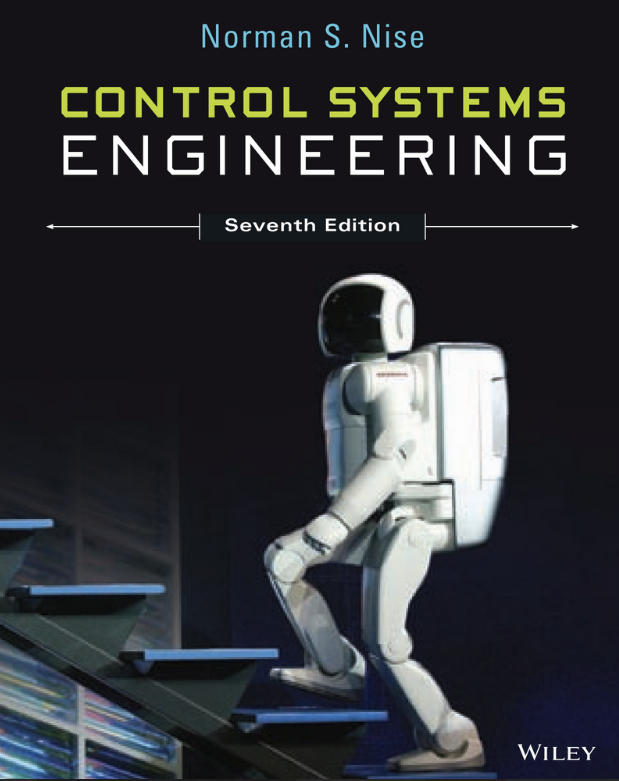 Norman S. Nise
CONTROL SYSTEMS
ENGINEERING
Seventh Edition
WILEY